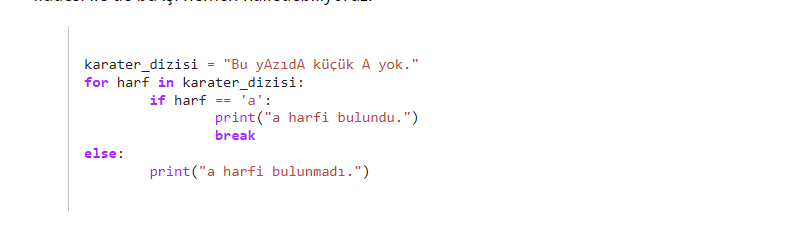 karater_dizisi = "Bu yAzıdA küçük A yok."
for harf in karater_dizisi:
        if harf == 'a':
                print("a harfi bulundu.")
                break
else:
        print("a harfi bulunmadı.")